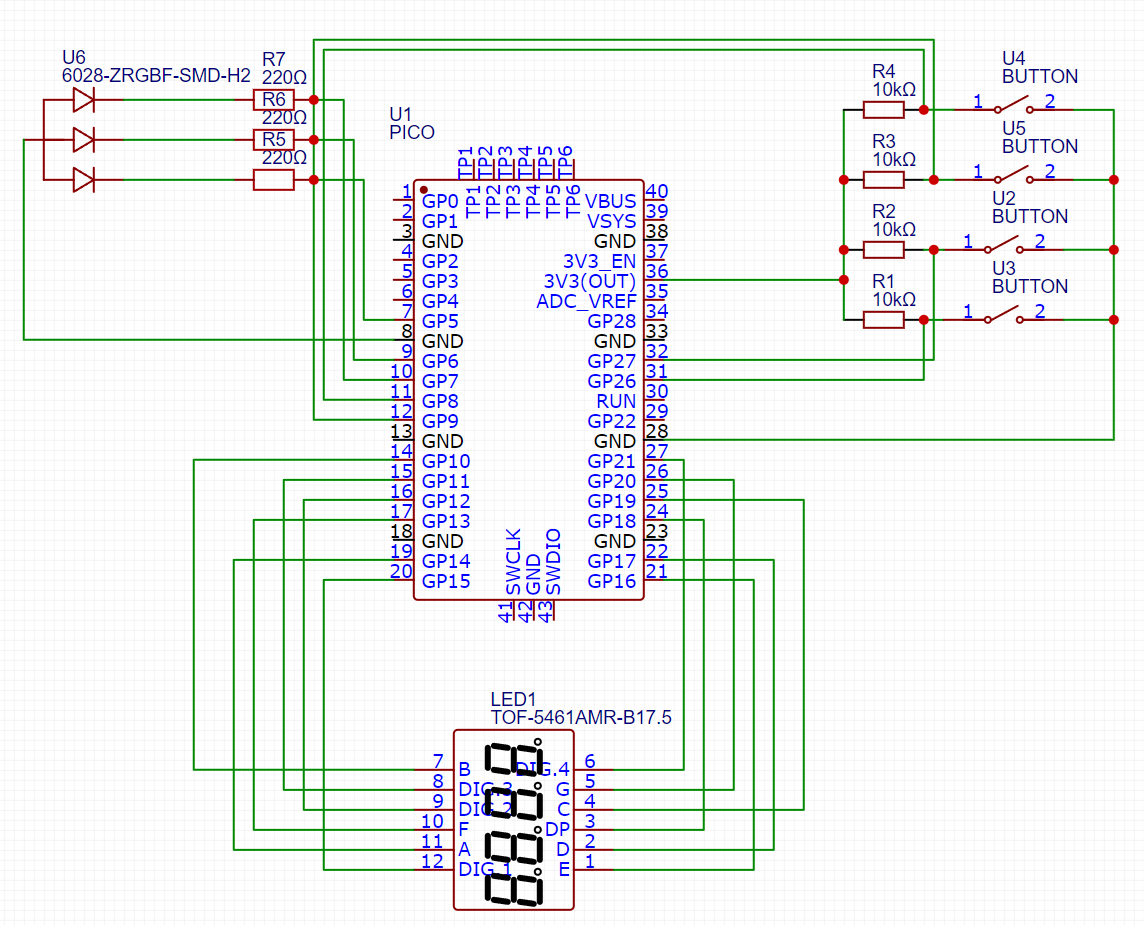 U6
6028-ZRGBF-SMD-H2
R7
220Ω
R6
220Ω
R5
220Ω
U1
PICO
TP1
TP2
TP3
TP4
TP5
TP6
TP1
TP2
TP3
TP4
TP5
TP6
1 GP0
2 GP1
3 GND
4 GP2
5 GP3
6 GP4
7 GP5
8 GND
9 GP6
10 GP7
11 GP8
12 GP9
13 GND
14 GP10
15 GP11
16 GP12
17 GP13
18 GND
19 GP14
20 GP15
VBUS 40
VSYS 39
GND 38
3V3_EN 37
3V3(OUT) 36
ADC_VREF 35
GP28 34
GND 33
GP27 32
GP26 31
RUN 30
GP22 29
GND 28
GP21 27
GP20 26
GP19 25
GP18 24
GND 23
GP17 22
GP16 21
SWCLK
GND
SWDIO
41
42
43
R4
10kΩ
U4
BUTTON
1 2
R3
10kΩ
U5
BUTTON
1 2
R2
10kΩ
U2
BUTTON
1 2
R1
10kΩ
U3
BUTTON
1 2
LED1
TOF-5461AMR-B17.5
7 B
8 DIG.3
9 DIG.2
10 F
11 A
12 DIG.1
DIG.4 6
G 5
C 4
DP 3
D 2
E 1